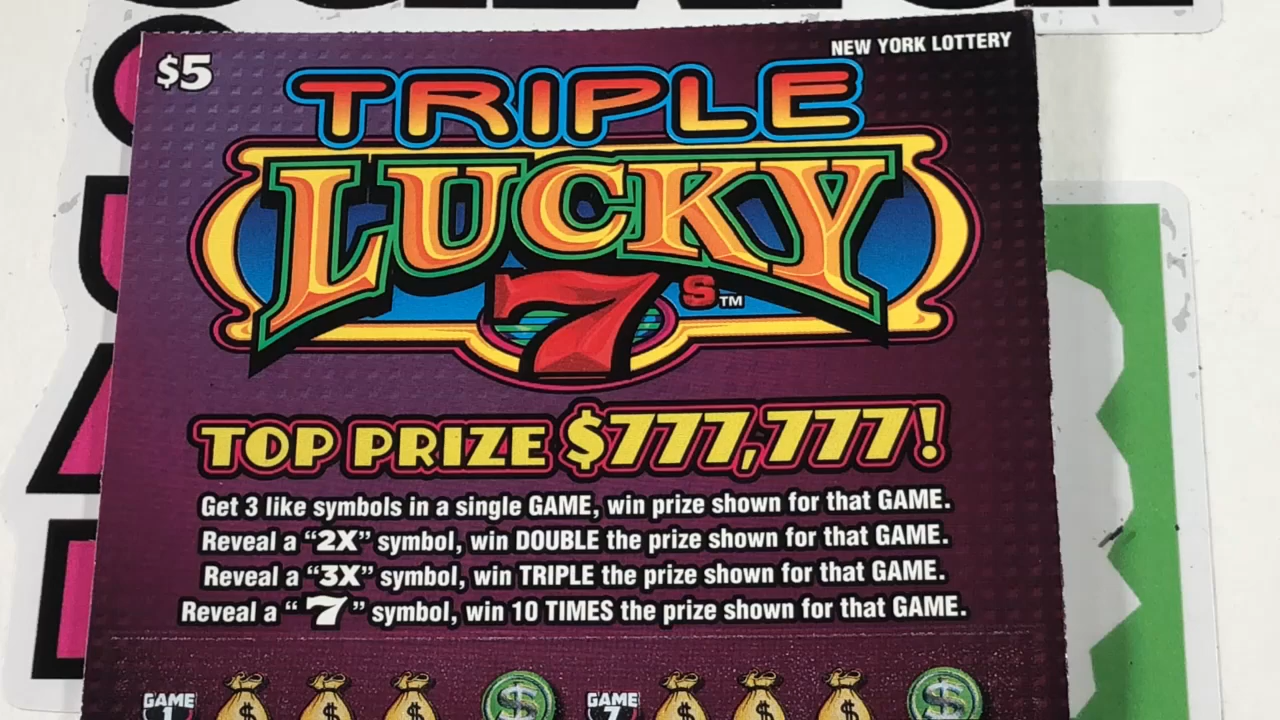 $5
NEW YORK LOTTERY
TRIPLE
LUCKY
7s™
TOP PRIZE $777,777!
Get 3 like symbols in a single GAME, win prize shown for that GAME.
Reveal a “2X” symbol, win DOUBLE the prize shown for that GAME.
Reveal a “3X” symbol, win TRIPLE the prize shown for that GAME.
Reveal a “7” symbol, win 10 TIMES the prize shown for that GAME.
GAME 1 $ $ $ $ GAME 7 $ $ $ $